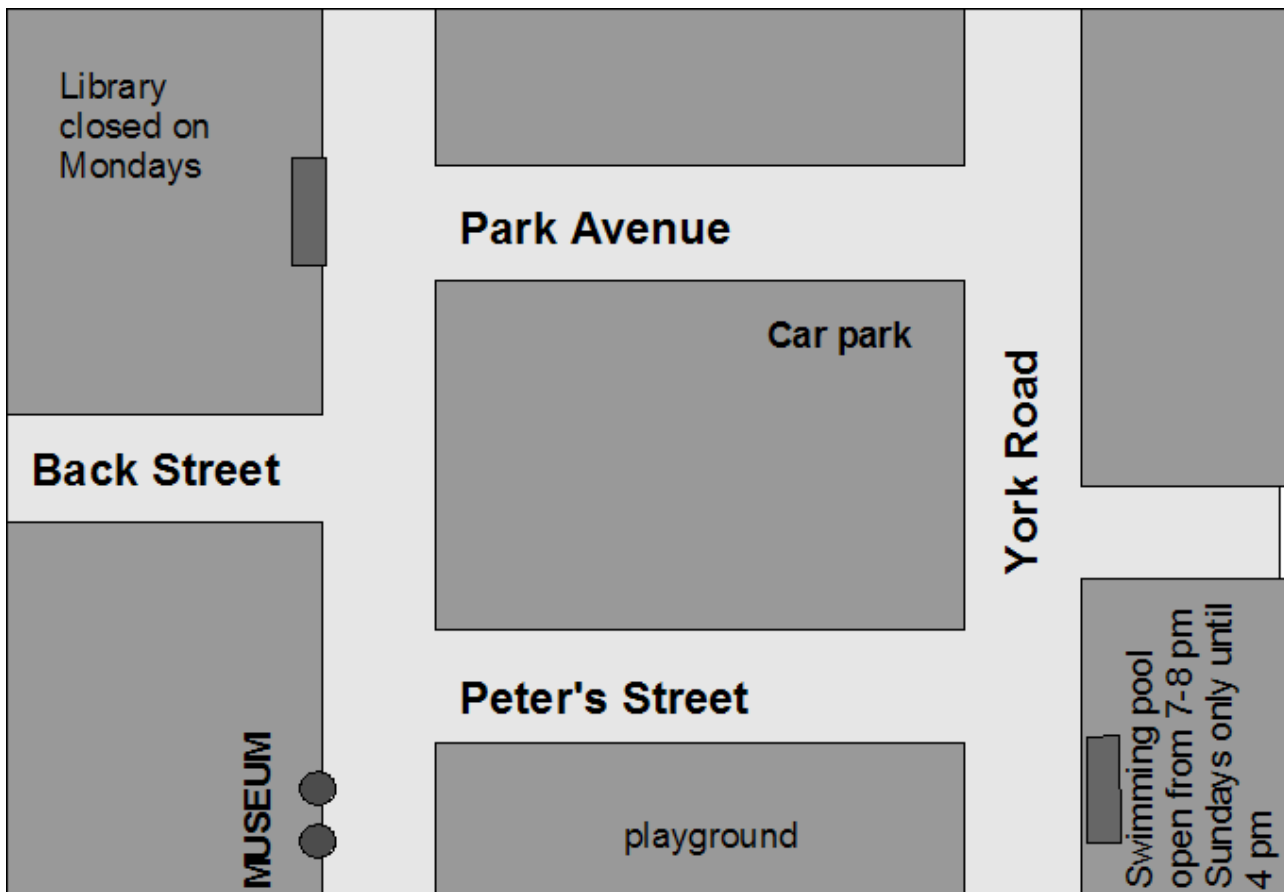 Library
closed on
Mondays
Park Avenue
Car park
York Road
Back Street
Peter's Street
MUSEUM
playground
Swimming pool
open from 7-8 pm
Sundays only until
4 pm